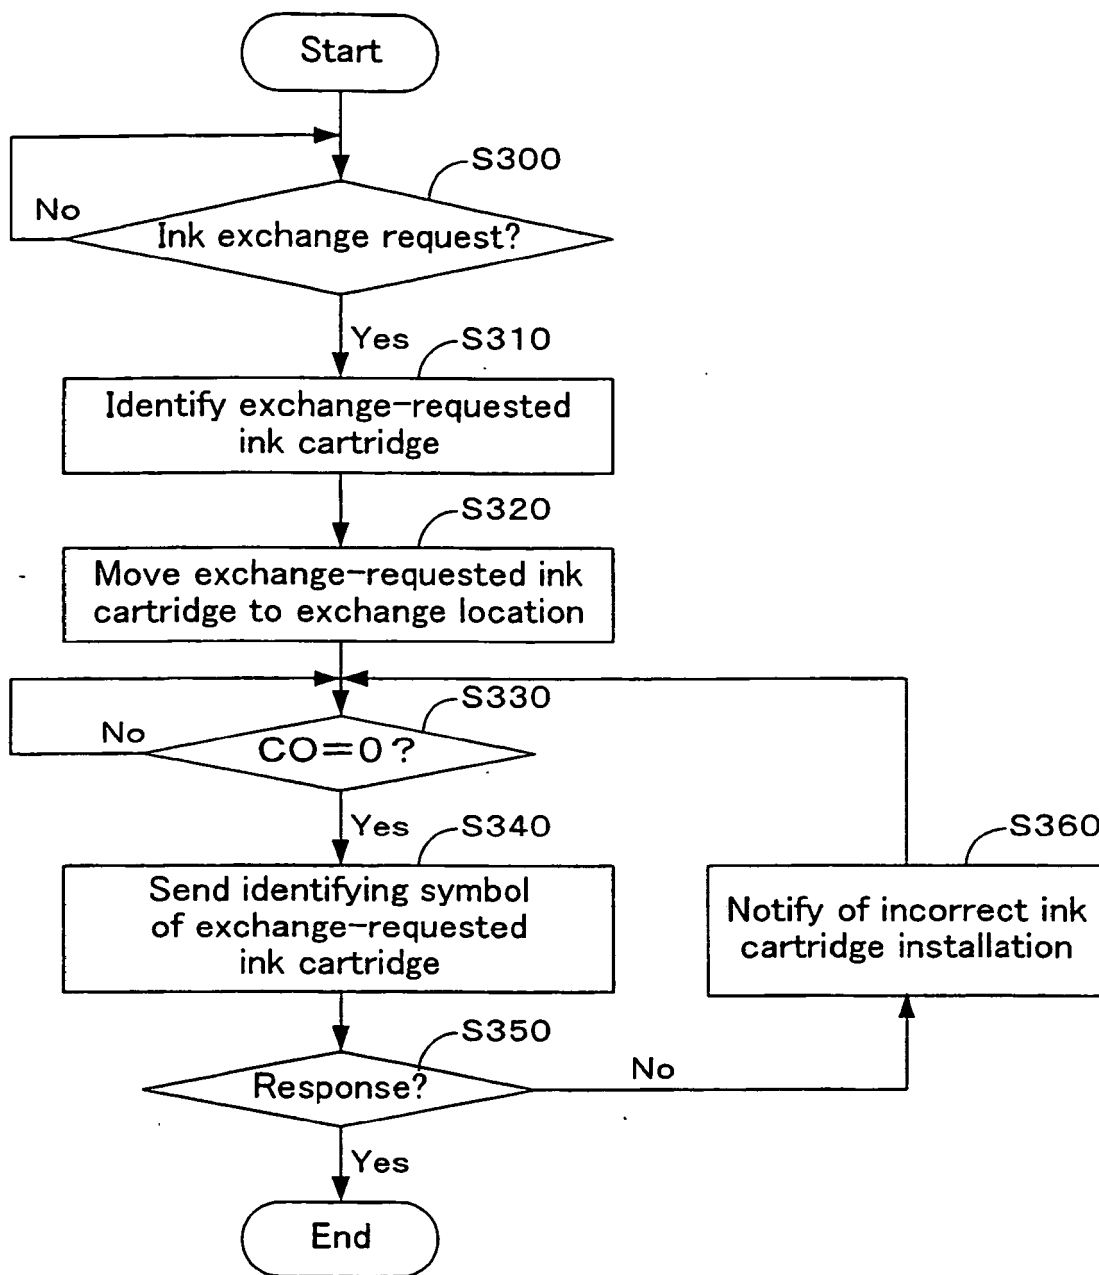 Start
S300
No
Ink exchange request?
Yes
S310
Identify exchange-requested
ink cartridge
S320
Move exchange-requested ink
cartridge to exchange location
S330
No
CO=0?
Yes
S340
S360
Send identifying symbol
of exchange-requested
ink cartridge
Notify of incorrect ink
cartridge installation
S350
Response?
No
Yes
End